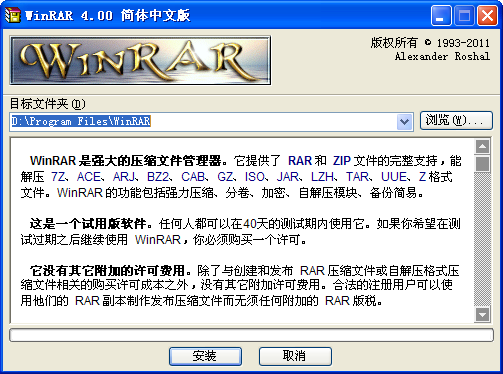 WinRAR 4.00 简体中文版
WINRAR
版权所有 © 1993-2011
Alexander Roshal
目标文件夹(D)
D:\Program Files\WinRAR
浏览(W)...
WinRAR 是强大的压缩文件管理器。它提供了 RAR 和 ZIP 文件的完整支持，能
解压 7Z、ACE、ARJ、BZ2、CAB、GZ、ISO、JAR、LZH、TAR、UUE、Z 格式
文件。WinRAR 的功能包括强力压缩、分卷、加密、自解压模块、备份简易。
这是一个试用版软件。任何人都可以在40天的测试期内使用它。如果你希望在测
试过期之后继续使用 WinRAR，你必须购买一个许可。
它没有其它附加的许可费用。除了与创建和发布 RAR 压缩文件或自解压格式压
缩文件相关的购买许可成本之外，没有其它附加许可费用。合法的注册用户可以使
用他们的 RAR 副本制作发布压缩文件而无须任何附加的 RAR 版税。
安装
取消